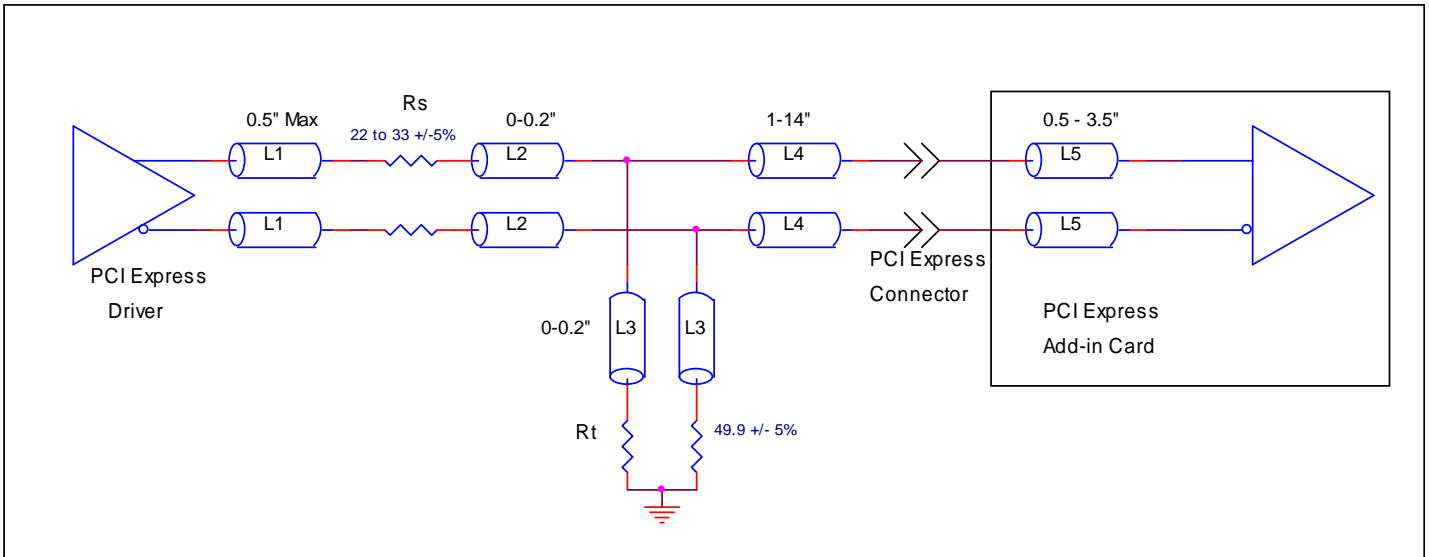 Rs
0.5" Max
22 to 33 +/-5%
0-0.2"
1-14"
0.5 - 3.5"
L1
L2
L4
L5
L1
L2
L4
L5
PCI Express
Driver
PCI Express
Connector
PCI Express
Add-in Card
0-0.2"
L3
L3
Rt
49.9 +/- 5%